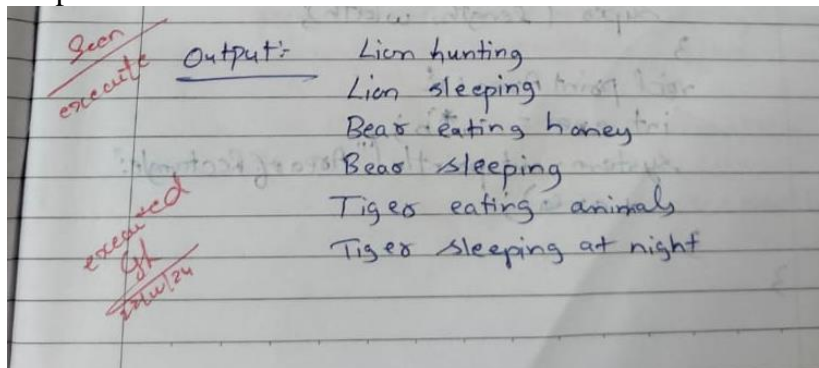 Seen
execute
Output:- Lion hunting
Lion sleeping
Bear eating honey
Bear sleeping
Tiger eating animals
Tiger sleeping at night
executed